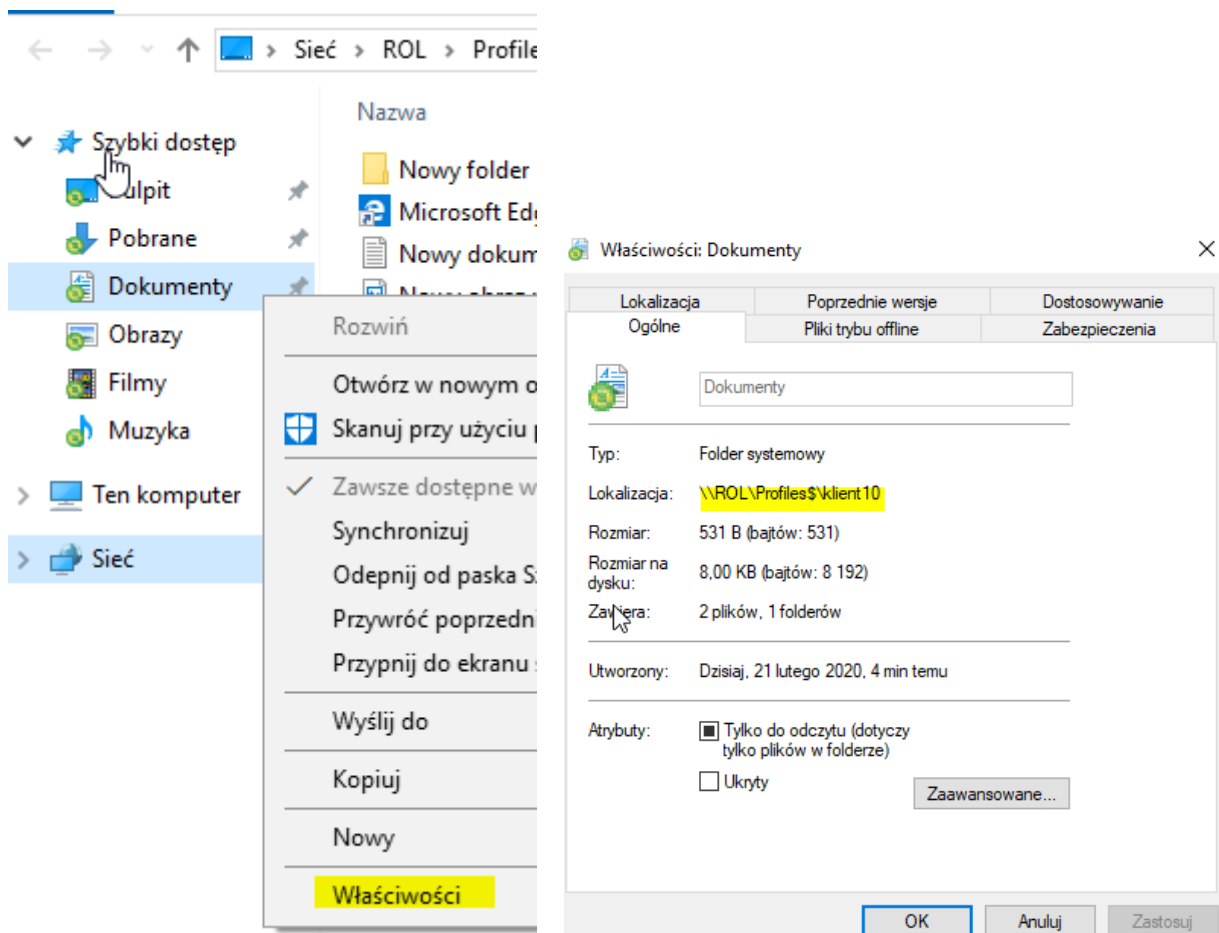 Sieć > ROL > Profile
Nazwa
Szybki dostęp
Pulpit
Pobrane
Dokumenty
Obrazy
Filmy
Muzyka
Ten komputer
Sieć
Nowy folder
Microsoft Ed
Nowy dokum
Rozwiń
Otwórz w nowym o
Skanuj przy użyciu
Zawsze dostępne w
Synchronizuj
Odepnij od paska S
Przywróć poprzedni
Przypnij do ekranu
Wyślij do
Kopiuj
Nowy
Właściwości
Właściwości: Dokumenty
Lokalizacja Poprzednie wersje Dostosowywanie
Ogólne Pliki trybu offline Zabezpieczenia
Dokumenty
Typ: Folder systemowy
Lokalizacja: \\ROL\Profiles$\klient10
Rozmiar: 531 B (bajtów: 531)
Rozmiar na
dysku: 8,00 KB (bajtów: 8 192)
Zawiera: 2 plików, 1 folderów
Utworzony: Dzisiaj, 21 lutego 2020, 4 min temu
Atrybuty: Tylko do odczytu (dotyczy
tylko plików w folderze)
Ukryty
Zaawansowane...
OK Anuluj Zastosuj